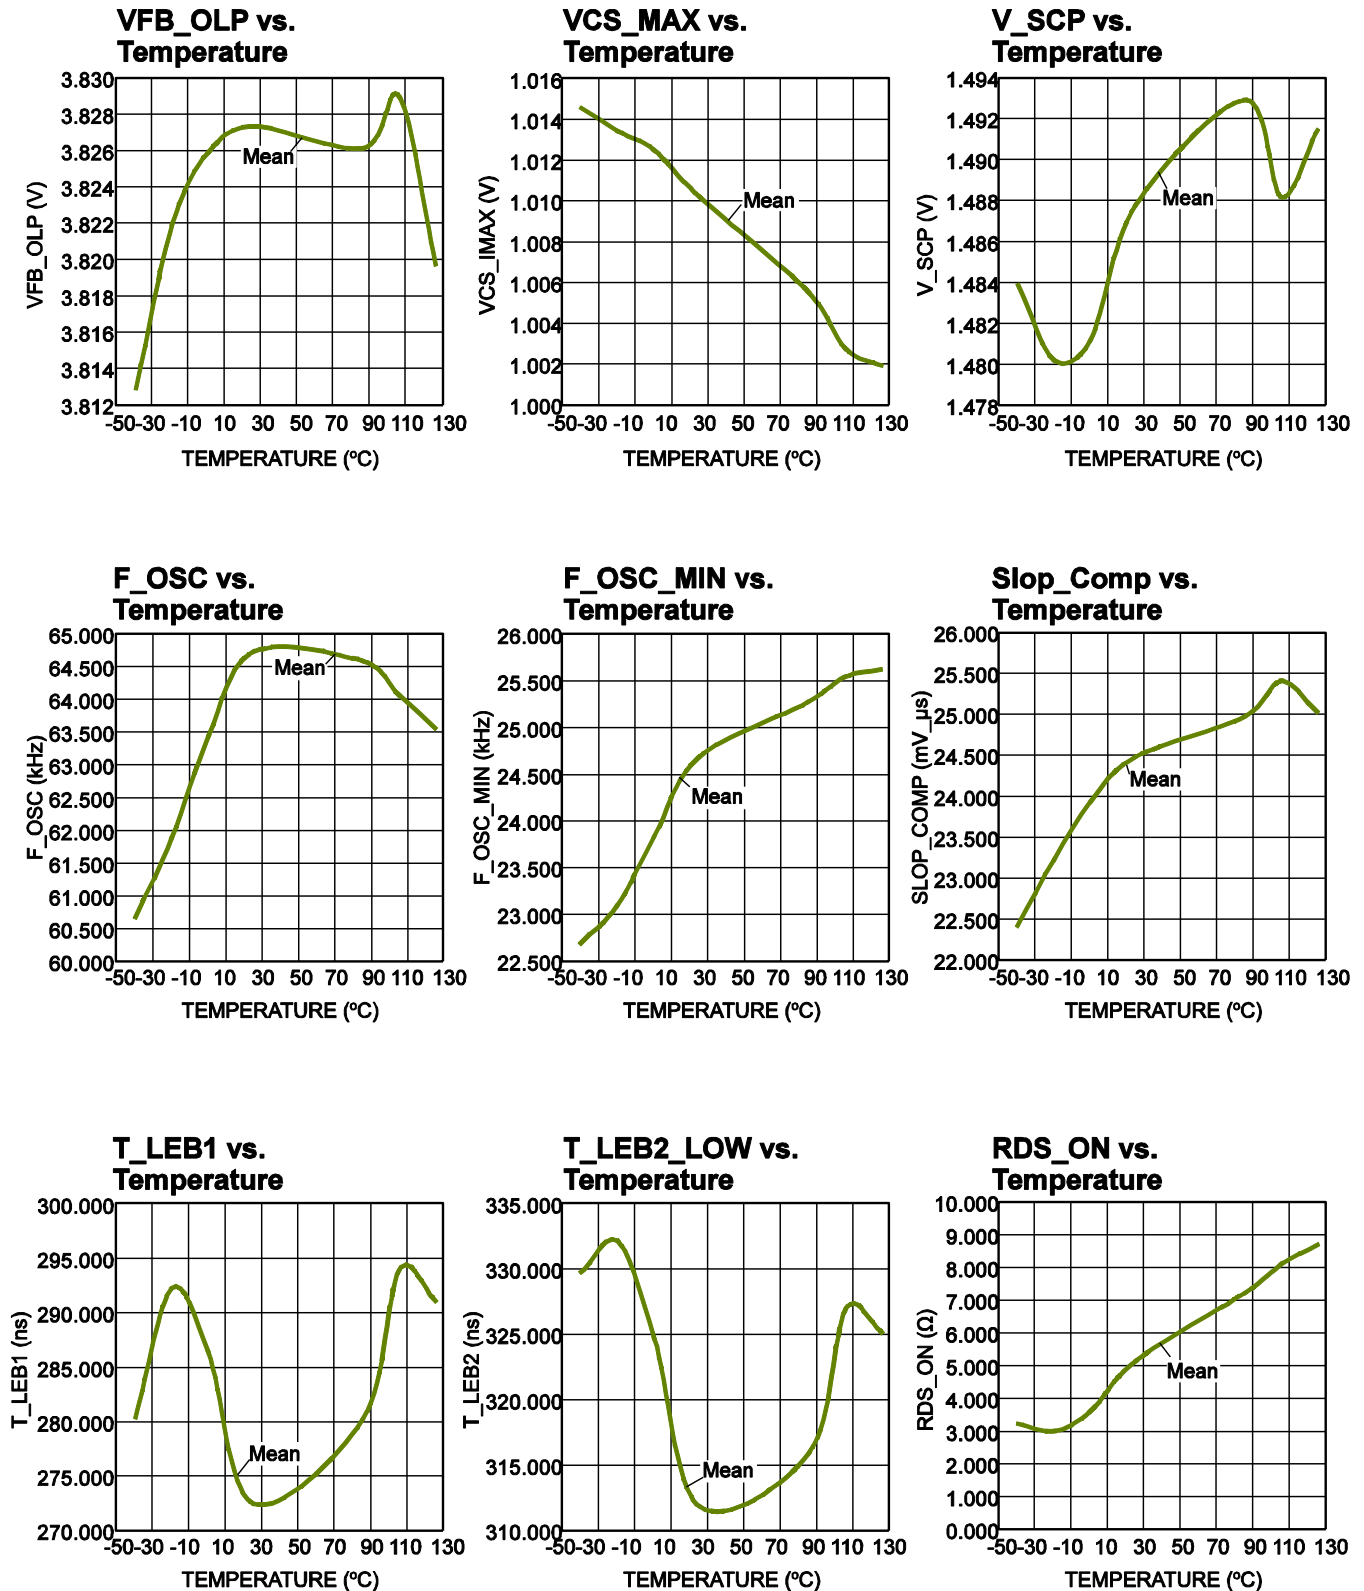 VFB_OLP vs.
Temperature
3.830
3.828
3.826
3.824
3.822
3.820
3.818
3.816
3.814
3.812
VFB_OLP (V)
Mean
-50 -30 -10 10 30 50 70 90 110 130
TEMPERATURE (ºC)
VCS_MAX vs.
Temperature
1.016
1.014
1.012
1.010
1.008
1.006
1.004
1.002
1.000
VCS_IMAX (V)
Mean
-50 -30 -10 10 30 50 70 90 110 130
TEMPERATURE (ºC)
V_SCP vs.
Temperature
1.494
1.492
1.490
1.488
1.486
1.484
1.482
1.480
1.478
V_SCP (V)
Mean
-50 -30 -10 10 30 50 70 90 110 130
TEMPERATURE (ºC)
F_OSC vs.
Temperature
65.000
64.500
64.000
63.500
63.000
62.500
62.000
61.500
61.000
60.500
60.000
F_OSC (kHz)
Mean
-50 -30 -10 10 30 50 70 90 110 130
TEMPERATURE (ºC)
F_OSC_MIN vs.
Temperature
26.000
25.500
25.000
24.500
24.000
23.500
23.000
22.500
F_OSC_MIN (kHz)
Mean
-50 -30 -10 10 30 50 70 90 110 130
TEMPERATURE (ºC)
Slop_Comp vs.
Temperature
26.000
25.500
25.000
24.500
24.000
23.500
23.000
22.500
22.000
SLOP_COMP (mV_µs)
Mean
-50 -30 -10 10 30 50 70 90 110 130
TEMPERATURE (ºC)
T_LEB1 vs.
Temperature
300.000
295.000
290.000
285.000
280.000
275.000
270.000
T_LEB1 (ns)
Mean
-50 -30 -10 10 30 50 70 90 110 130
TEMPERATURE (ºC)
T_LEB2_LOW vs.
Temperature
335.000
330.000
325.000
320.000
315.000
310.000
T_LEB2 (ns)
Mean
-50 -30 -10 10 30 50 70 90 110 130
TEMPERATURE (ºC)
RDS_ON vs.
Temperature
10.000
9.000
8.000
7.000
6.000
5.000
4.000
3.000
2.000
1.000
0.000
RDS_ON (Ω)
Mean
-50 -30 -10 10 30 50 70 90 110 130
TEMPERATURE (ºC)